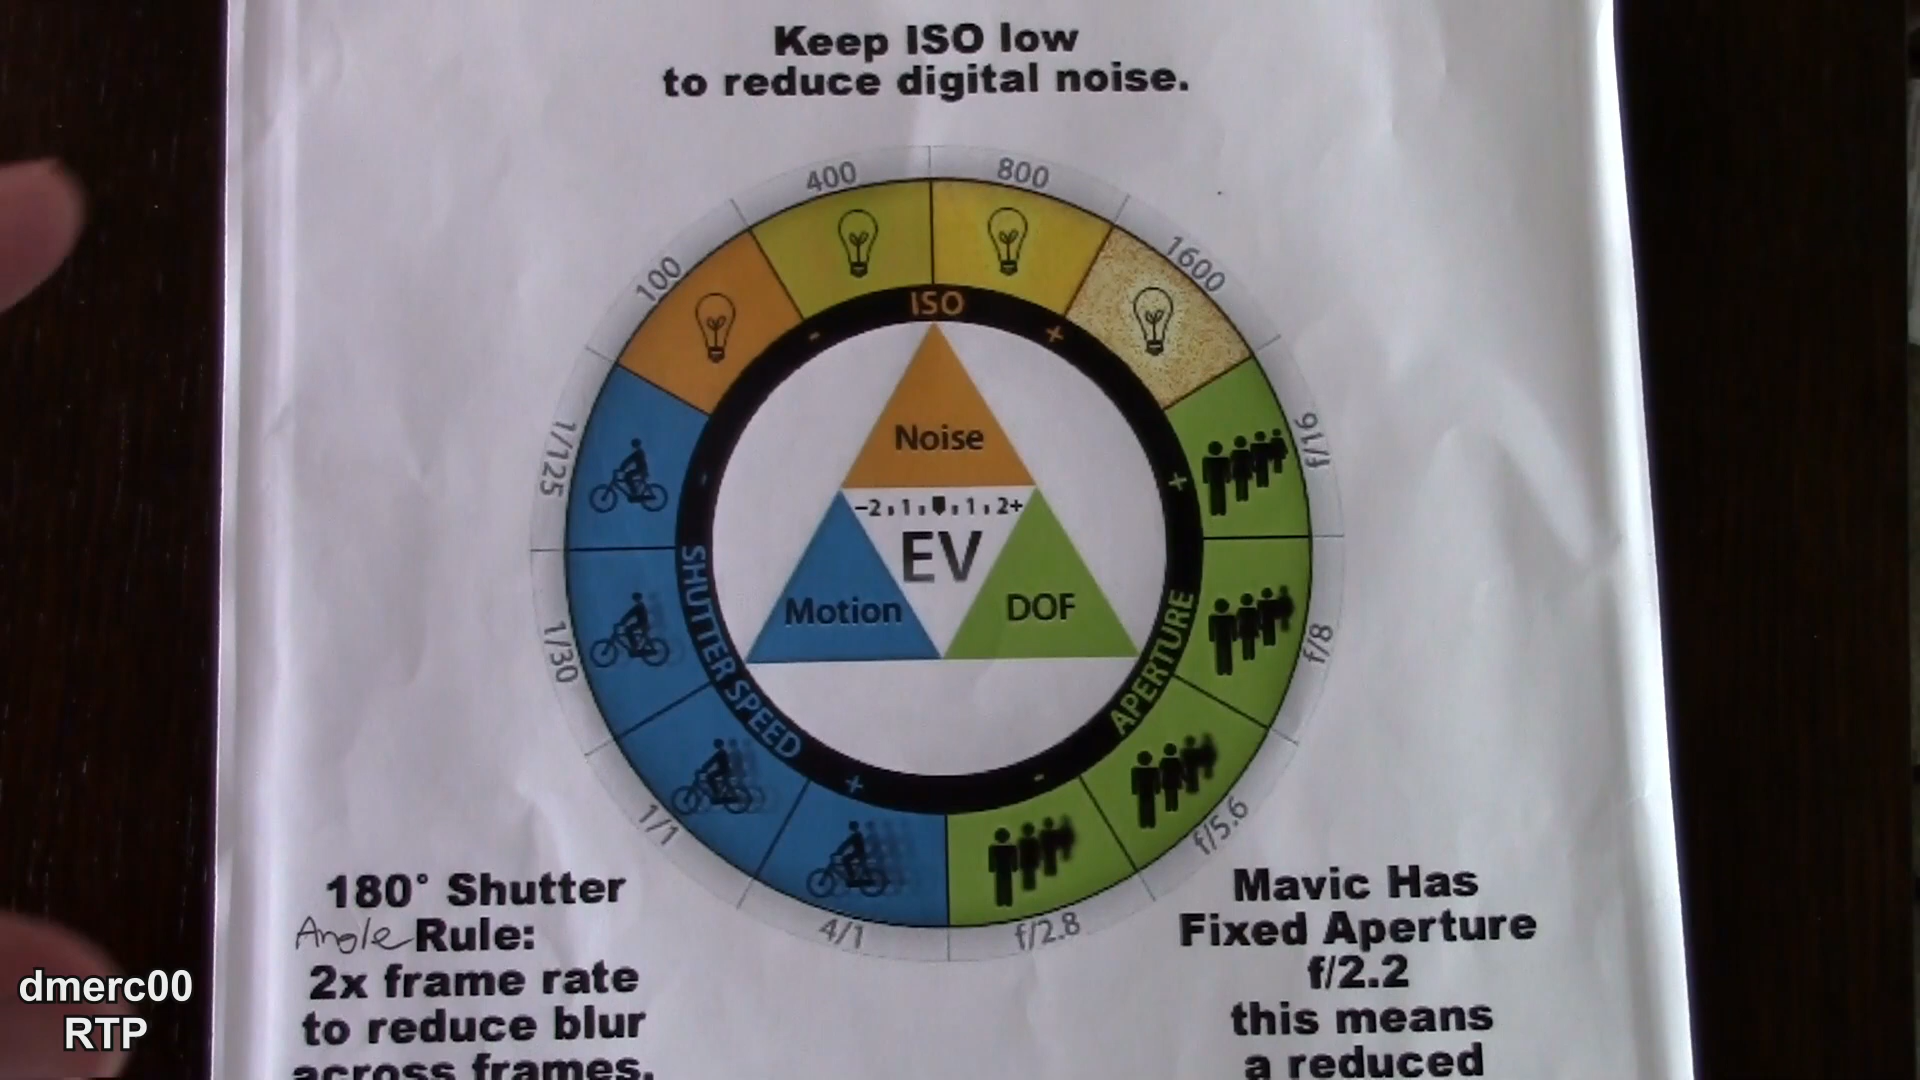 Keep ISO low
to reduce digital noise.
400
800
100
1600
ISO
-
+
1/125
f/16
-
+
Noise
-2 1 1 2+
EV
Motion
DOF
SHUTTER SPEED
APERTURE
1/30
f/8
+
-
1/1
f/5.6
4/1
f/2.8
180° Shutter
Angle Rule:
2x frame rate
to reduce blur
across frames.
Mavic Has
Fixed Aperture
f/2.2
this means
a reduced
dmerc00
RTP